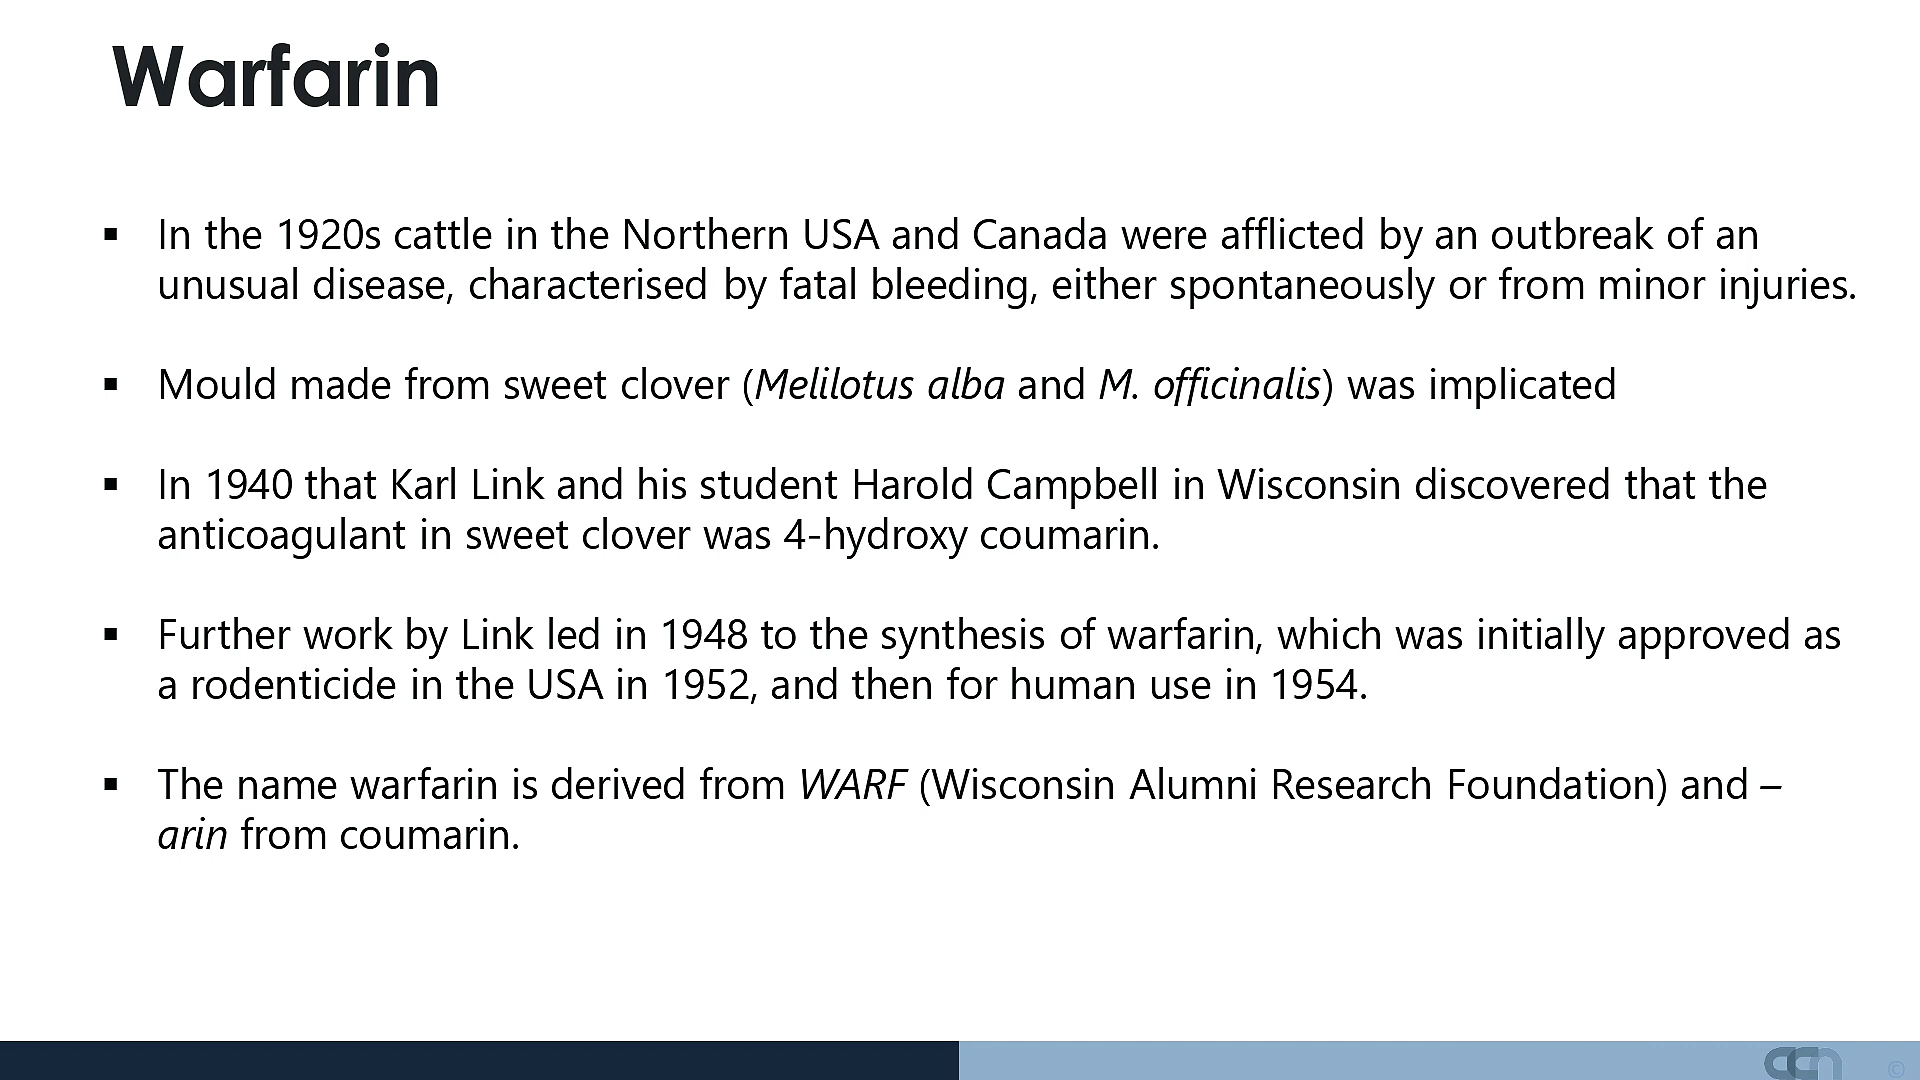 Warfarin
▪ In the 1920s cattle in the Northern USA and Canada were afflicted by an outbreak of an
unusual disease, characterised by fatal bleeding, either spontaneously or from minor injuries.
▪ Mould made from sweet clover (Melilotus alba and M. officinalis) was implicated
▪ In 1940 that Karl Link and his student Harold Campbell in Wisconsin discovered that the
anticoagulant in sweet clover was 4-hydroxy coumarin.
▪ Further work by Link led in 1948 to the synthesis of warfarin, which was initially approved as
a rodenticide in the USA in 1952, and then for human use in 1954.
▪ The name warfarin is derived from WARF (Wisconsin Alumni Research Foundation) and –
arin from coumarin.
ccn ©